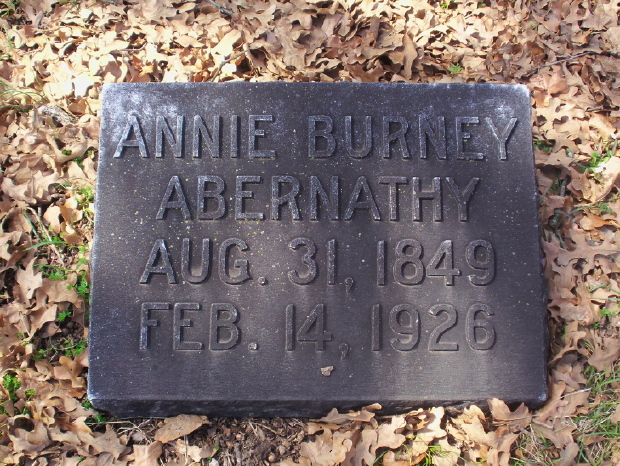 ANNIE BURNEY
ABERNATHY
AUG. 31, 1849
FEB. 14, 1926